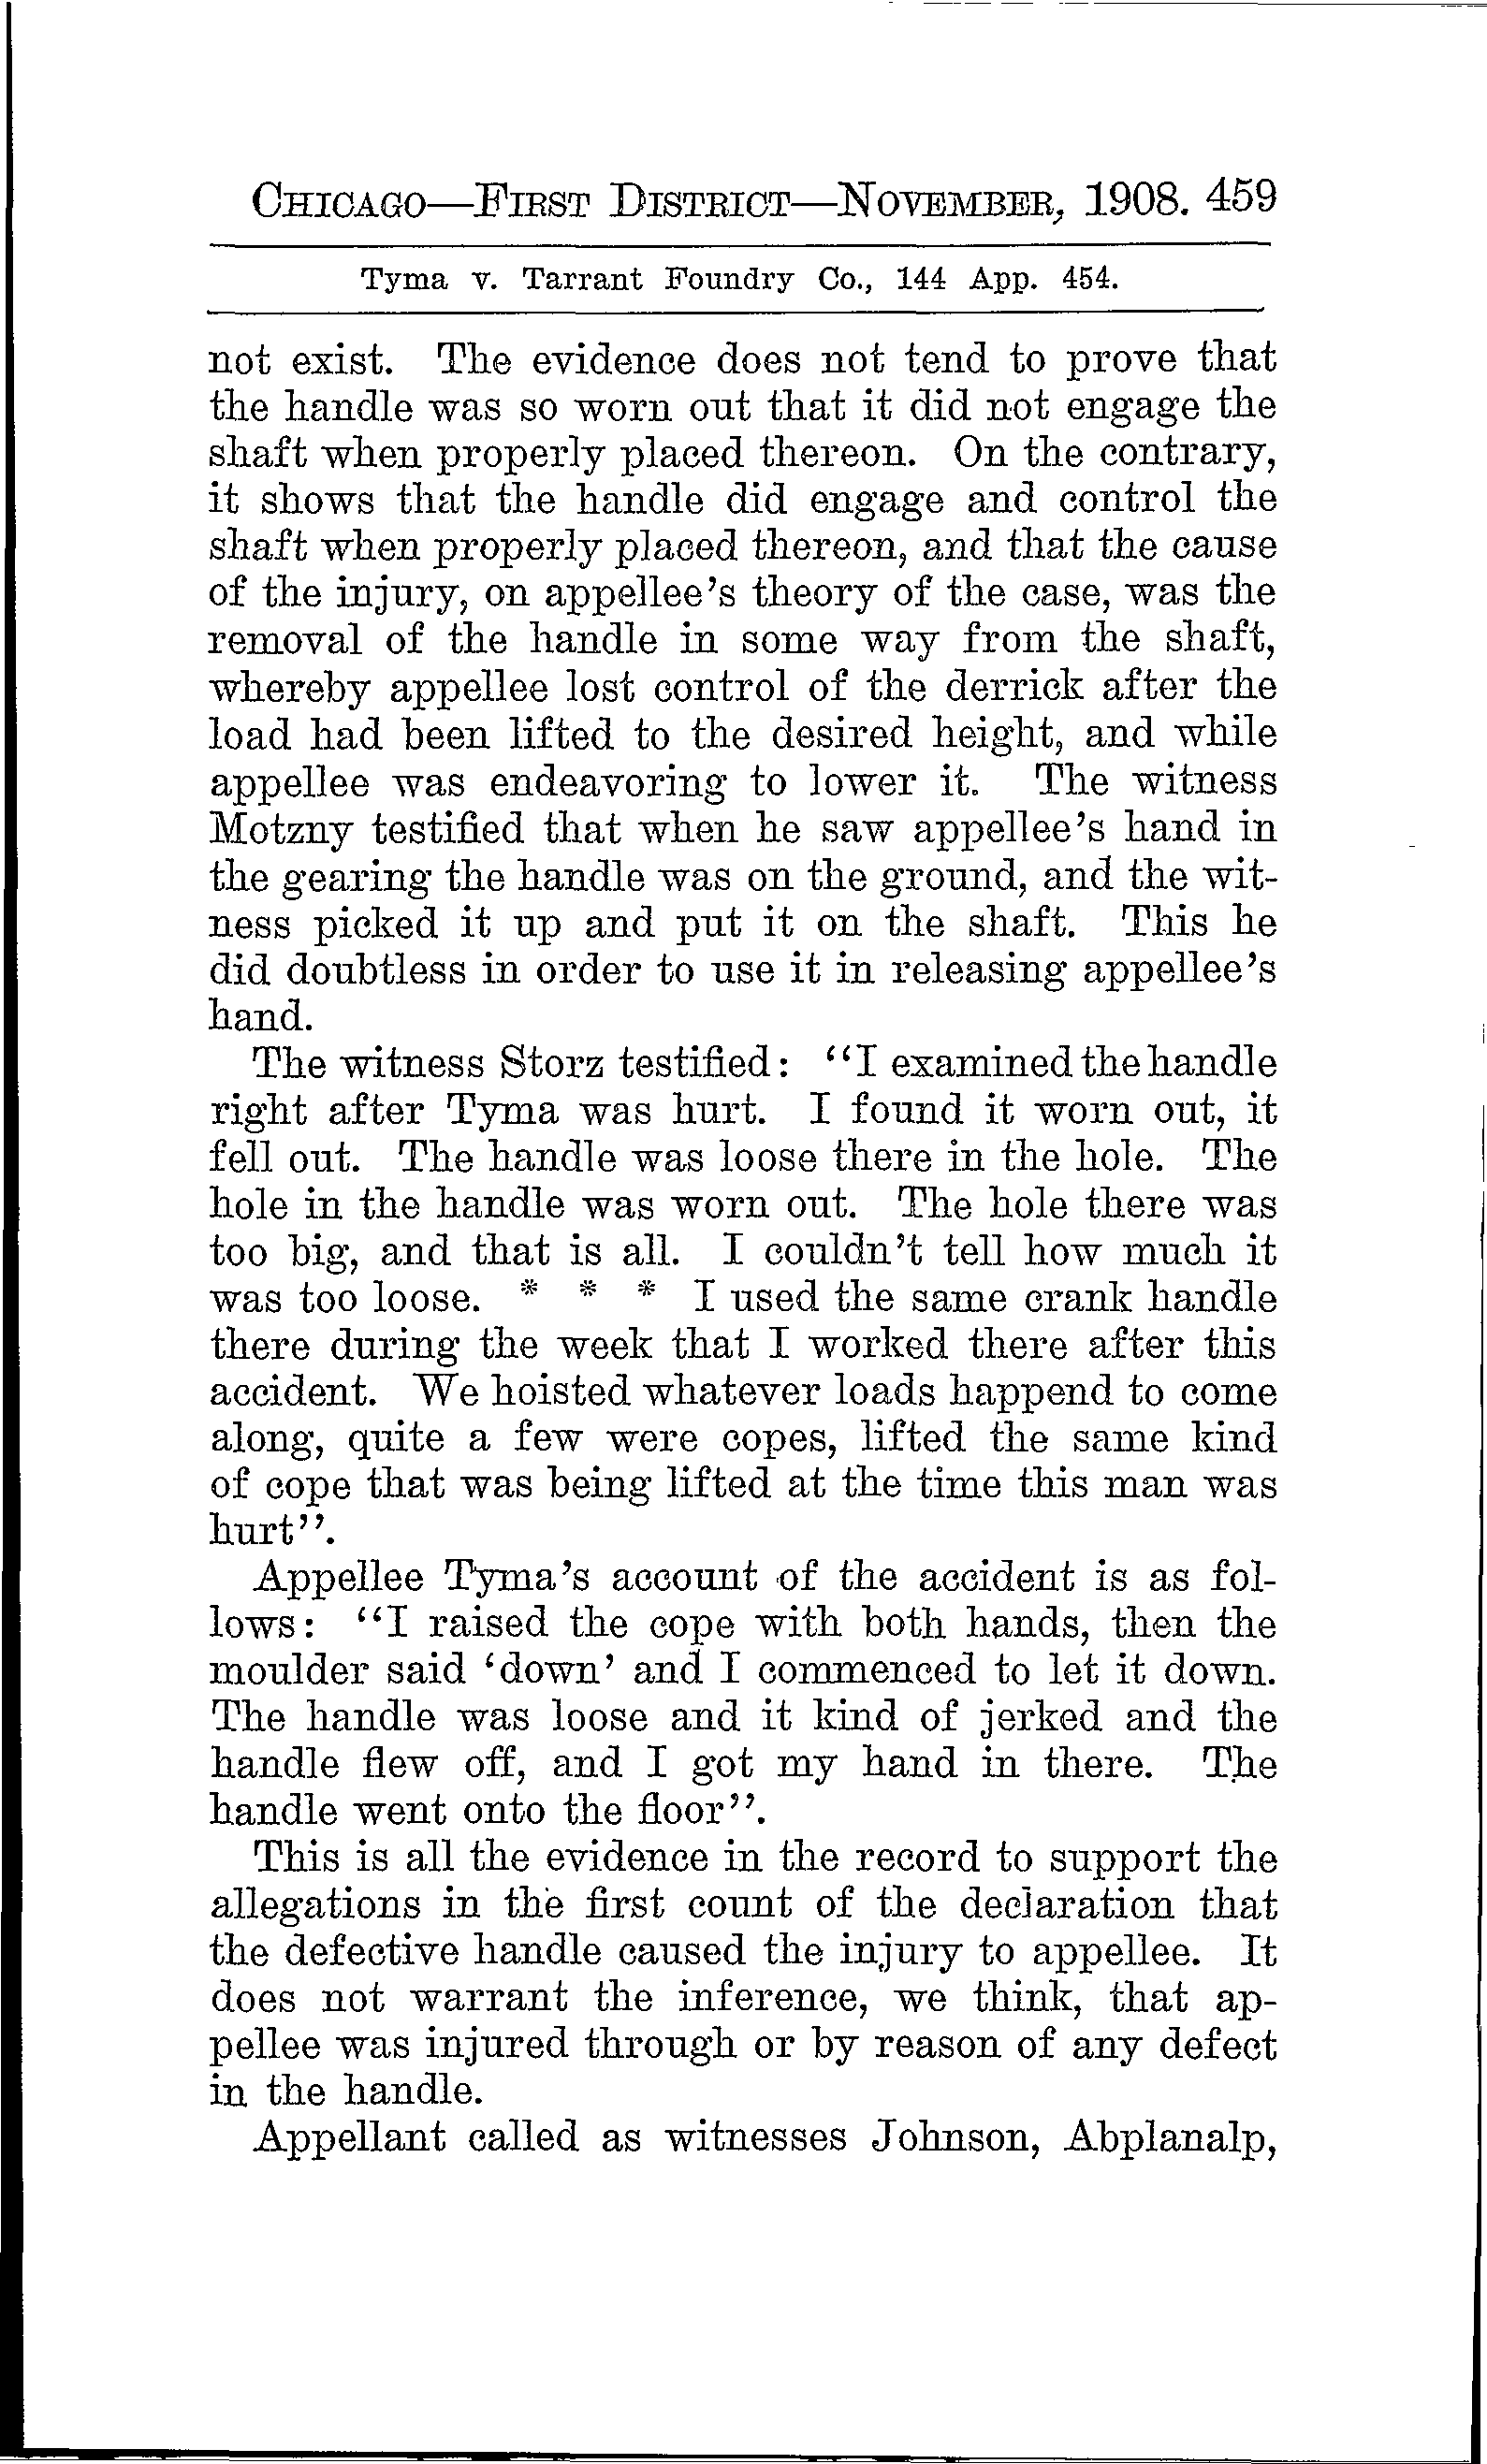 CHICAGO—FIRST DISTRICT—NOVEMBER, 1908. 459
Tyma v. Tarrant Foundry Co., 144 App. 454.
not exist. The evidence does not tend to prove that
the handle was so worn out that it did not engage the
shaft when properly placed thereon. On the contrary,
it shows that the handle did engage and control the
shaft when properly placed thereon, and that the cause
of the injury, on appellee's theory of the case, was the
removal of the handle in some way from the shaft,
whereby appellee lost control of the derrick after the
load had been lifted to the desired height, and while
appellee was endeavoring to lower it. The witness
Motzny testified that when he saw appellee's hand in
the gearing the handle was on the ground, and the wit-
ness picked it up and put it on the shaft. This he
did doubtless in order to use it in releasing appellee's
hand.
The witness Storz testified: "I examined the handle
right after Tyma was hurt. I found it worn out, it
fell out. The handle was loose there in the hole. The
hole in the handle was worn out. The hole there was
too big, and that is all. I couldn't tell how much it
was too loose. * * * I used the same crank handle
there during the week that I worked there after this
accident. We hoisted whatever loads happend to come
along, quite a few were copes, lifted the same kind
of cope that was being lifted at the time this man was
hurt".
Appellee Tyma's account of the accident is as fol-
lows: "I raised the cope with both hands, then the
moulder said 'down' and I commenced to let it down.
The handle was loose and it kind of jerked and the
handle flew off, and I got my hand in there. The
handle went onto the floor".
This is all the evidence in the record to support the
allegations in the first count of the declaration that
the defective handle caused the injury to appellee. It
does not warrant the inference, we think, that ap-
pellee was injured through or by reason of any defect
in the handle.
Appellant called as witnesses Johnson, Abplanalp,